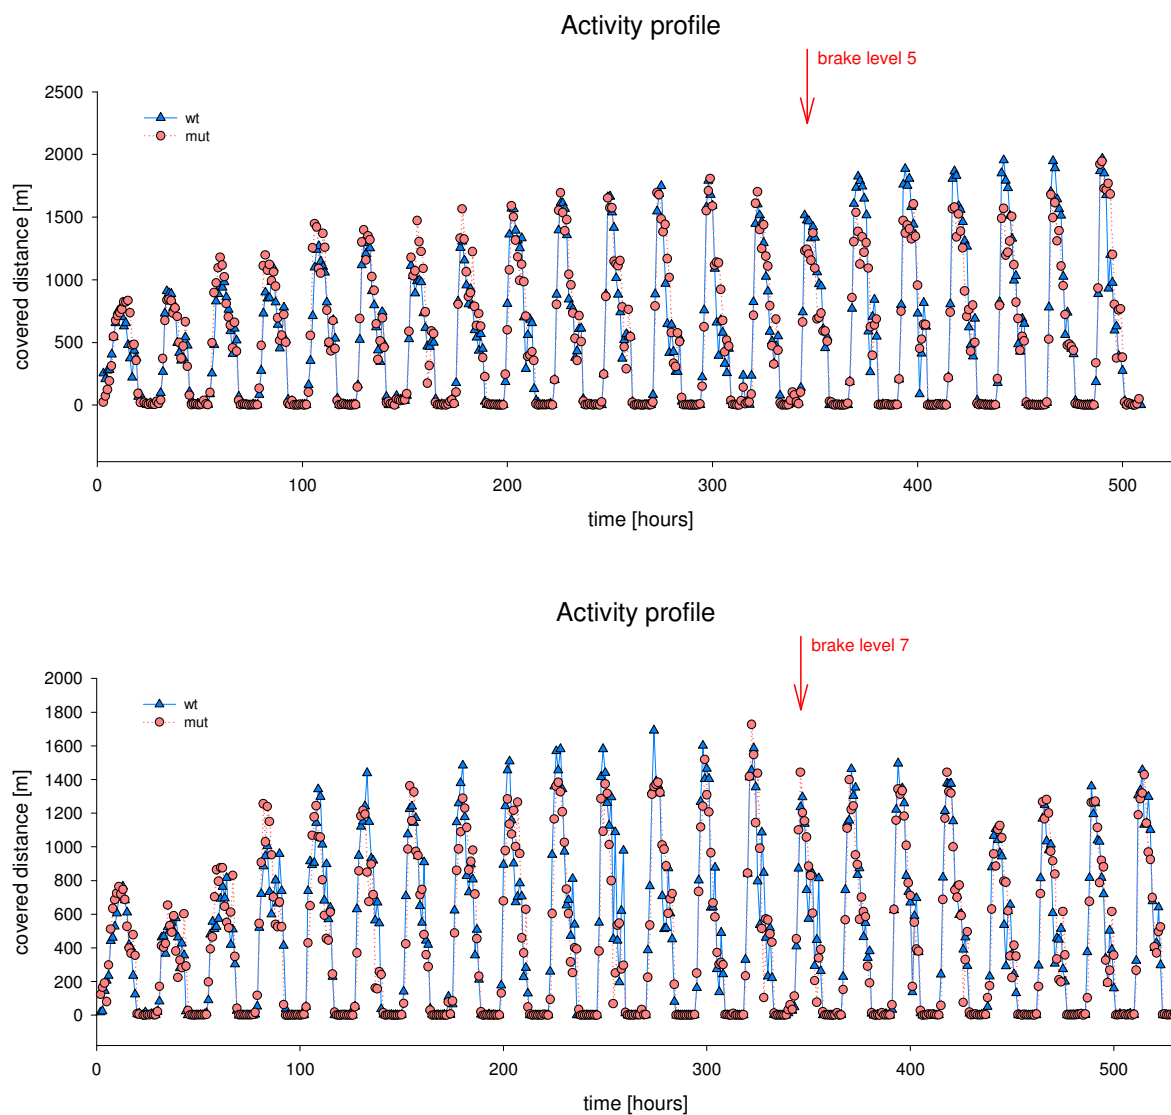 Activity profile
brake level 5
2500
2000
1500
1000
500
0
covered distance [m]
wt
mut
0 100 200 300 400 500
time [hours]
Activity profile
brake level 7
2000
1800
1600
1400
1200
1000
800
600
400
200
0
covered distance [m]
wt
mut
0 100 200 300 400 500
time [hours]